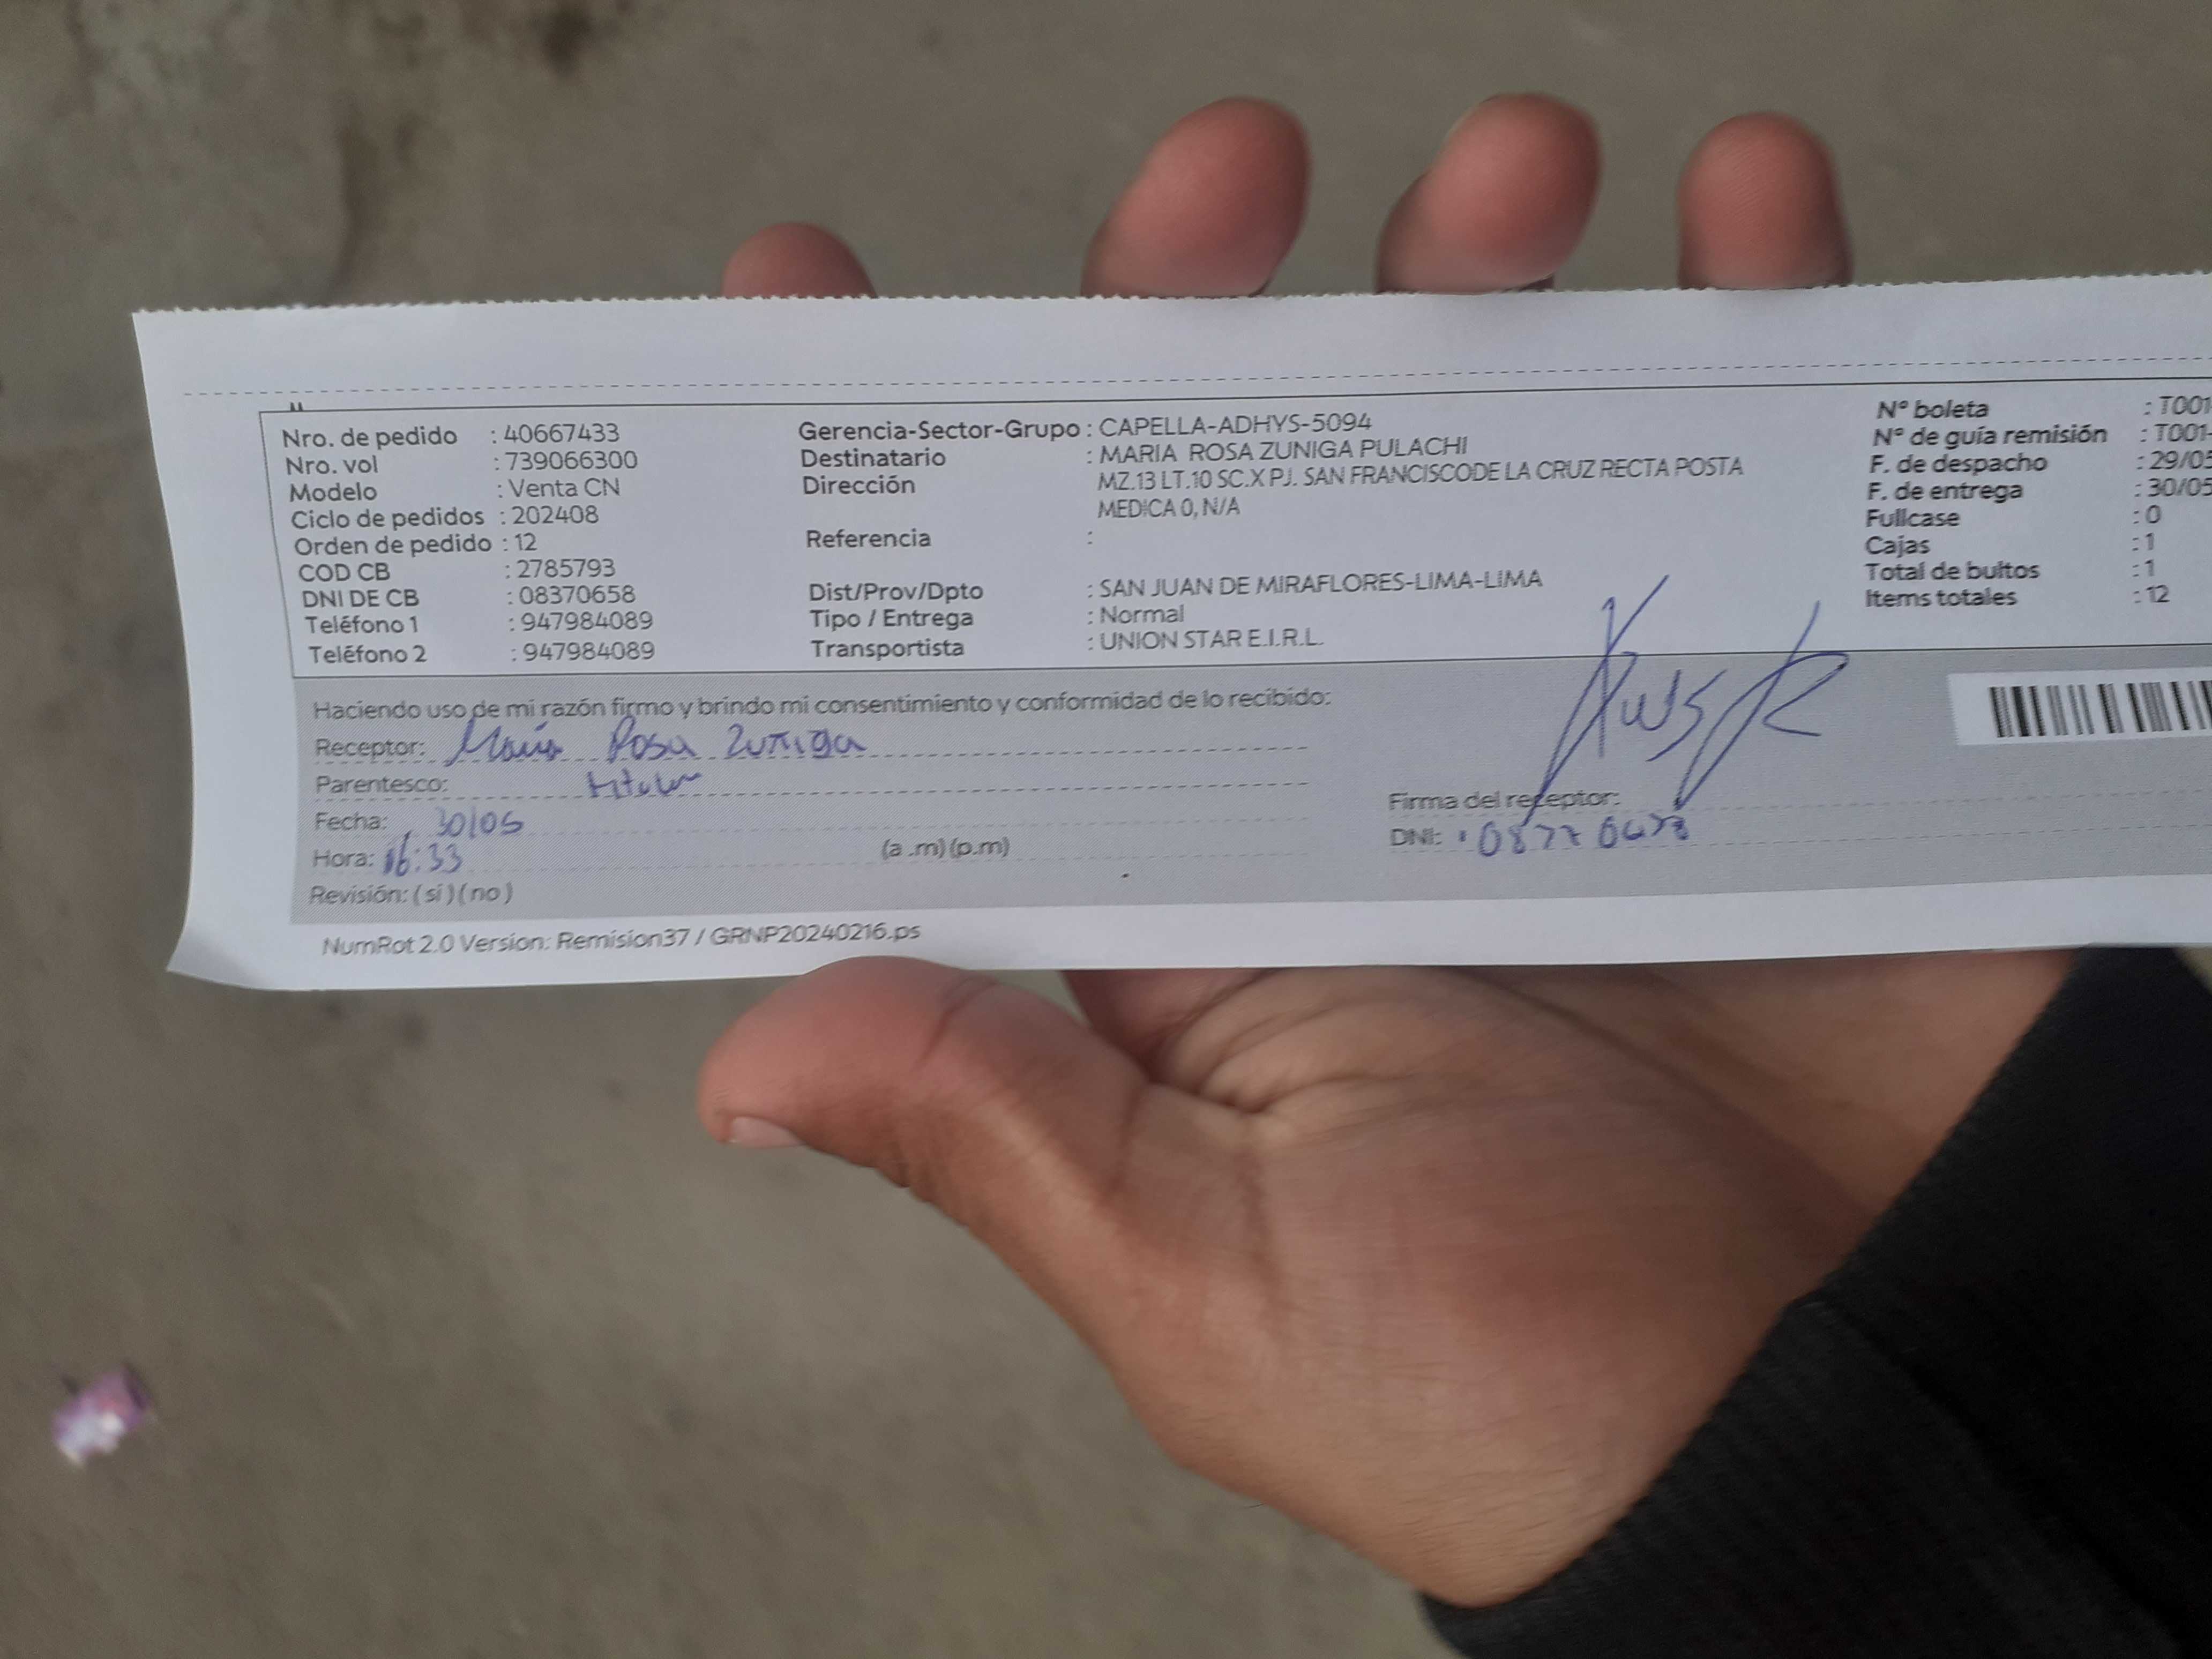 Nro. de pedido : 40667433
Nro. vol : 739066300
Modelo : Venta CN
Ciclo de pedidos : 202408
Orden de pedido : 12
COD CB : 2785793
DNI DE CB : 08370658
Teléfono 1 : 947984089
Teléfono 2 : 947984089
Gerencia-Sector-Grupo : CAPELLA-ADHYS-5094
Destinatario : MARIA ROSA ZUNIGA PULACHI
Dirección MZ.13 LT.10 SC.X PJ. SAN FRANCISCODE LA CRUZ RECTA POSTA
MEDICA 0, N/A
Referencia :
Dist/Prov/Dpto : SAN JUAN DE MIRAFLORES-LIMA-LIMA
Tipo / Entrega : Normal
Transportista : UNION STAR E.I.R.L.
Nº boleta : T001
Nº de guía remisión : T001-
F. de despacho : 29/05
F. de entrega : 30/05
Fullcase : 0
Cajas : 1
Total de bultos : 1
Items totales : 12
Haciendo uso de mi razón firmo y brindo mi consentimiento y conformidad de lo recibido:
Receptor: Maria Rosa Zuniga
Parentesco: titular
Fecha: 30/05
Hora: 16:33 (a .m) (p.m)
Revisión: ( si ) ( no )
Firma del receptor:
DNI:
NumRot 2.0 Version: Remision37 / GRNP20240216.ps